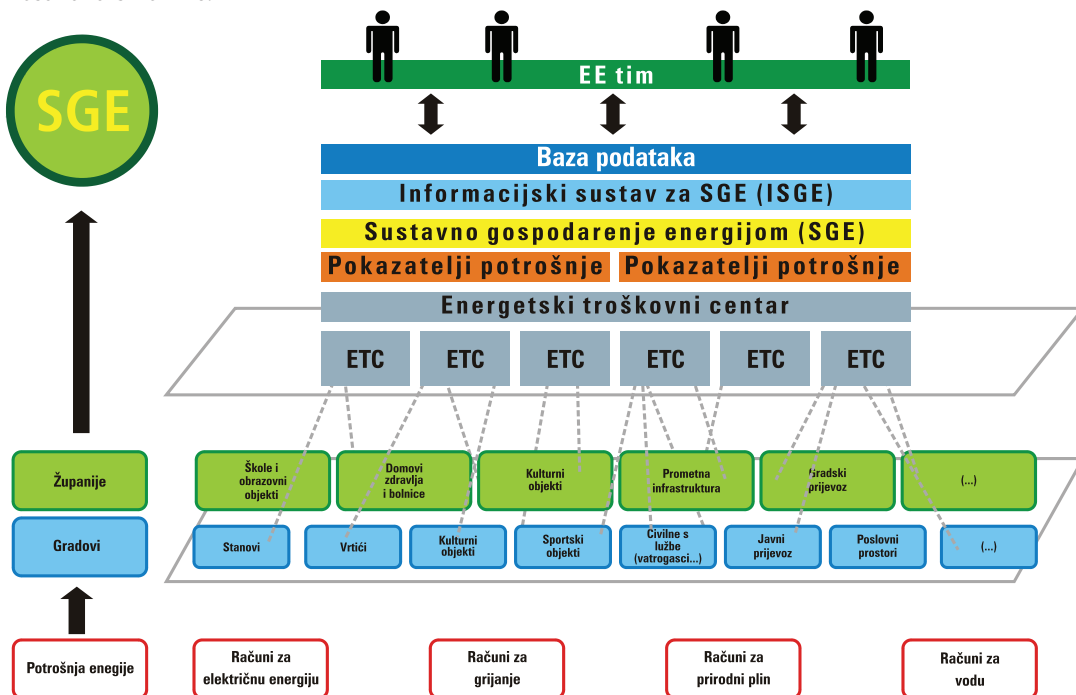 SGE
EE tim
Baza podataka
Informacijski sustav za SGE (ISGE)
Sustavno gospodarenje energijom (SGE)
Pokazatelji potrošnje
Pokazatelji potrošnje
Energetski troškovni centar
ETC
ETC
ETC
ETC
ETC
ETC
Županije
Škole i
obrazovni
objekti
Domovi
zdravlja
i bolnice
Kulturni
objekti
Prometna
infrastruktura
Gradski
prijevoz
(...)
Gradovi
Stanovi
Vrtići
Kulturni
objekti
Sportski
objekti
Civilne s
lužbe
(vatrogasci...)
Javni
prijevoz
Poslovni
prostori
(...)
Potrošnja enegije
Računi za
električnu energiju
Računi za
grijanje
Računi za
prirodni plin
Računi za
vodu